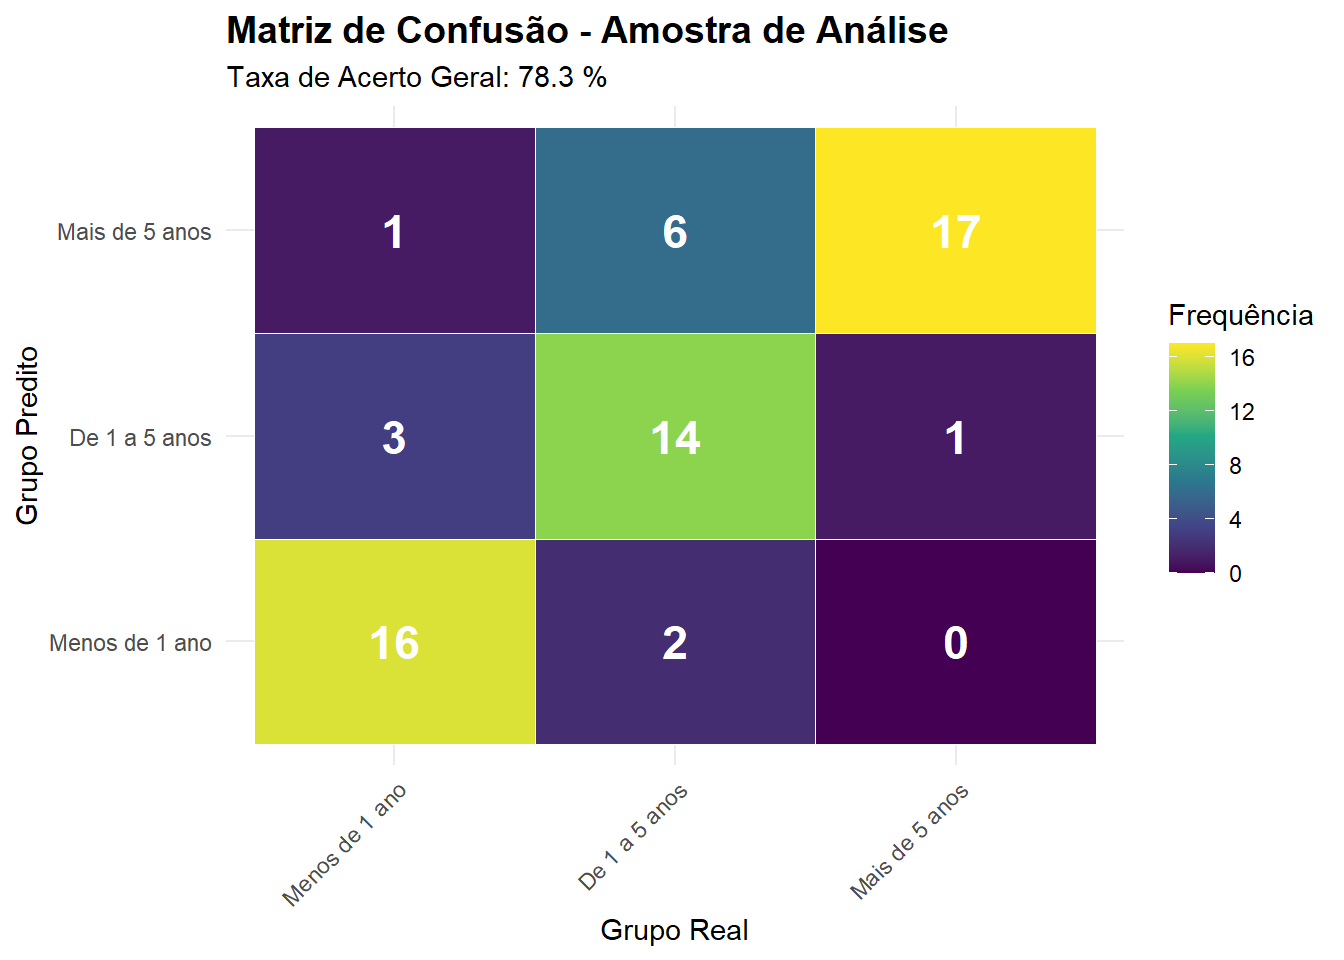 Matriz de Confusão - Amostra de Análise
Taxa de Acerto Geral: 78.3 %
Grupo Predito
Mais de 5 anos
1 6 17
De 1 a 5 anos
3 14 1
Menos de 1 ano
16 2 0
Menos de 1 ano
De 1 a 5 anos
Mais de 5 anos
Grupo Real
Frequência
16
12
8
4
0